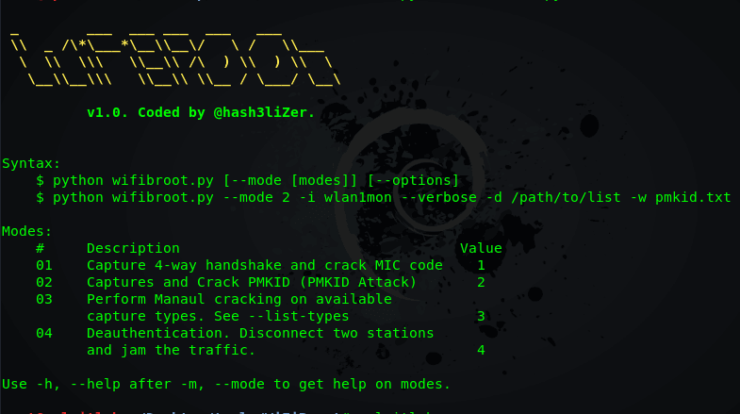 v1.0. Coded by @hash3liZer.
Syntax:
$ python wifibroot.py [--mode [modes]] [--options]
$ python wifibroot.py --mode 2 -i wlan1mon --verbose -d /path/to/list -w pmkid.txt
Modes:
# Description Value
01 Capture 4-way handshake and crack MIC code 1
02 Captures and Crack PMKID (PMKID Attack) 2
03 Perform Manaul cracking on available
capture types. See --list-types 3
04 Deauthentication. Disconnect two stations
and jam the traffic. 4
Use -h, --help after -m, --mode to get help on modes.